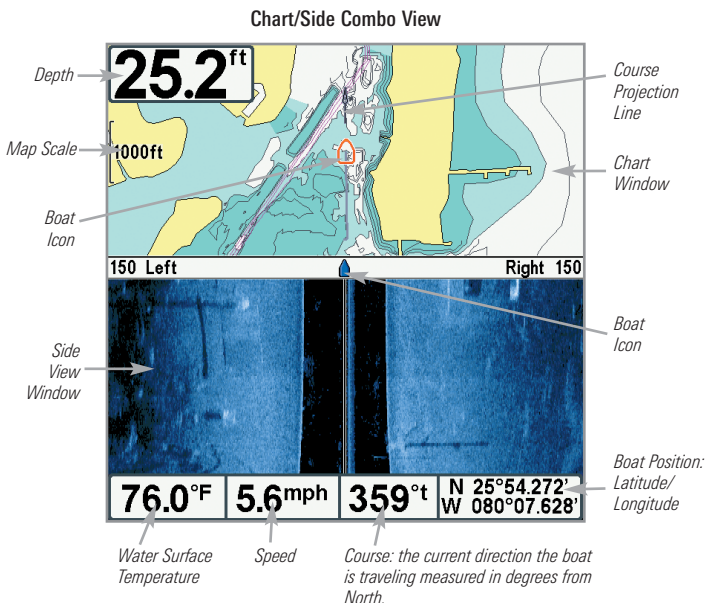 Chart/Side Combo View
Depth
25.2 ft
Course
Projection
Line
Map Scale
1000ft
Chart
Window
Boat
Icon
150 Left
Right 150
Boat
Icon
Side
View
Window
76.0°F
5.6mph
359°t
N 25°54.272'
W 080°07.628'
Boat Position:
Latitude/
Longitude
Water Surface
Temperature
Speed
Course: the current direction the boat
is traveling measured in degrees from
North.